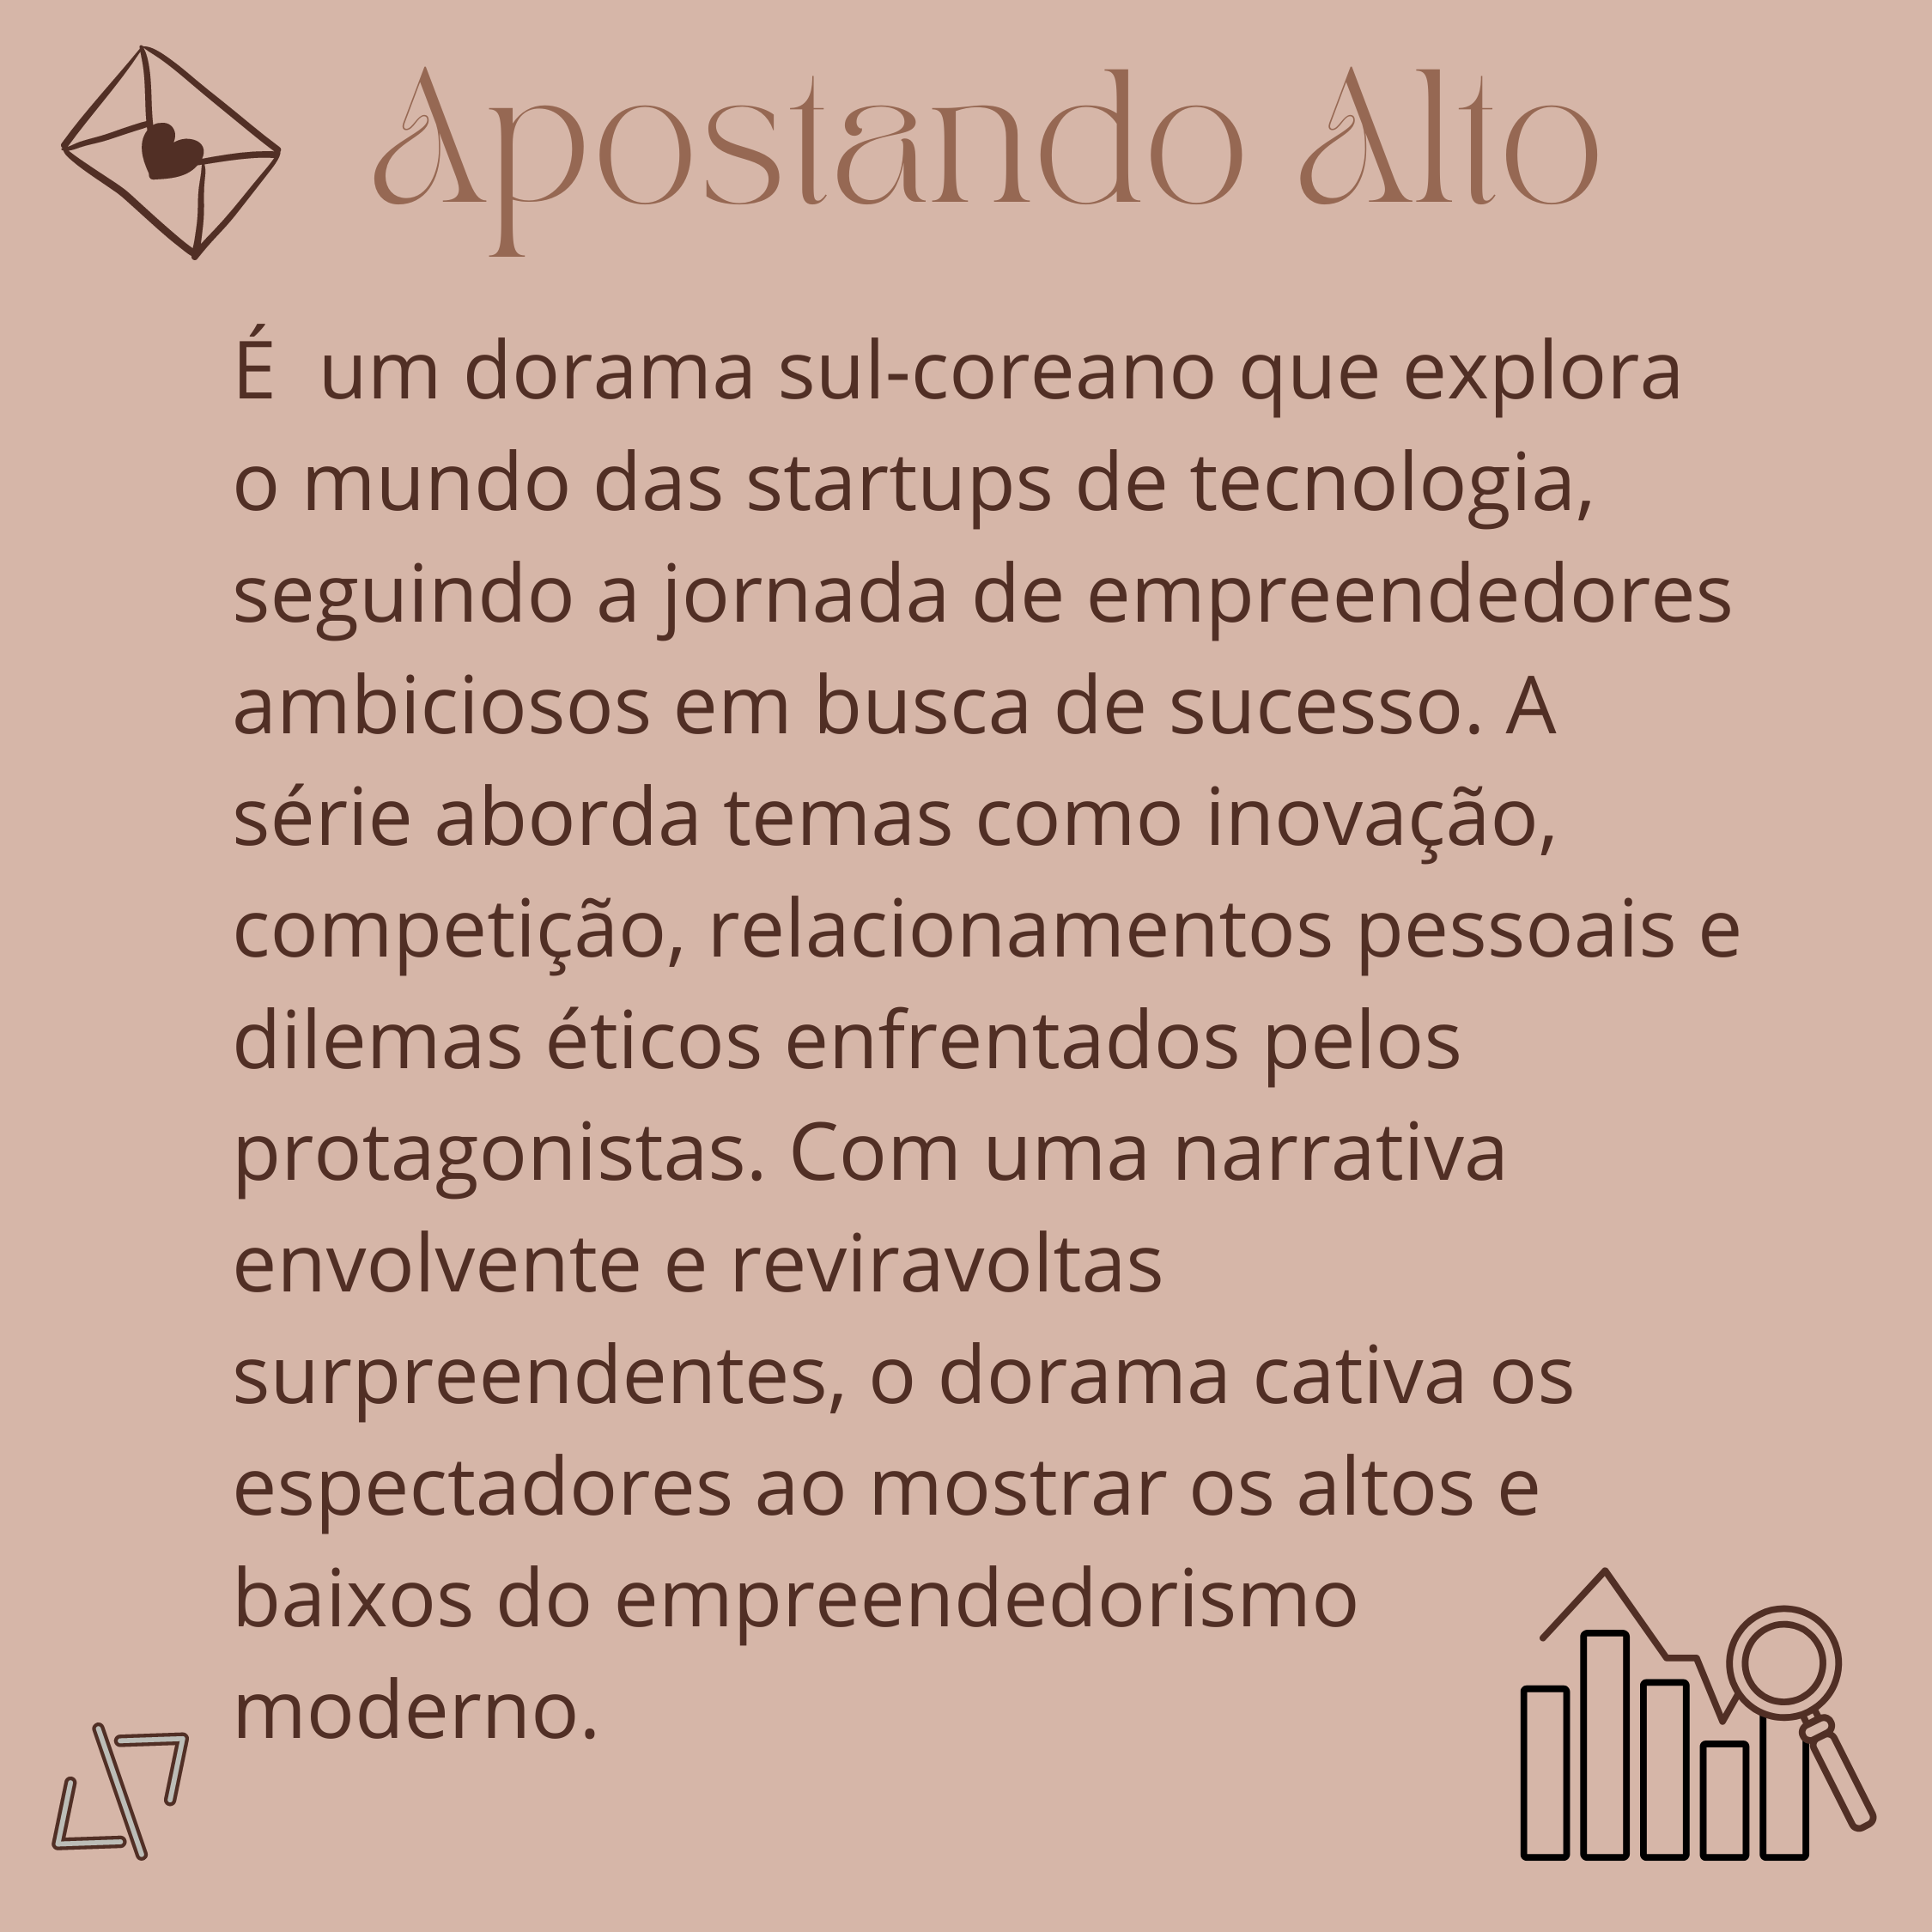 Apostando Alto
É  um dorama sul-coreano que explora
o mundo das startups de tecnologia,
seguindo a jornada de empreendedores
ambiciosos em busca de sucesso. A
série aborda temas como inovação,
competição, relacionamentos pessoais e
dilemas éticos enfrentados pelos
protagonistas. Com uma narrativa
envolvente e reviravoltas
surpreendentes, o dorama cativa os
espectadores ao mostrar os altos e
baixos do empreendedorismo
moderno.